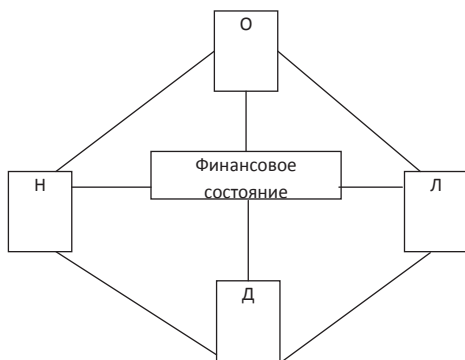 О
Финансовое
состояние
Н
Л
Д